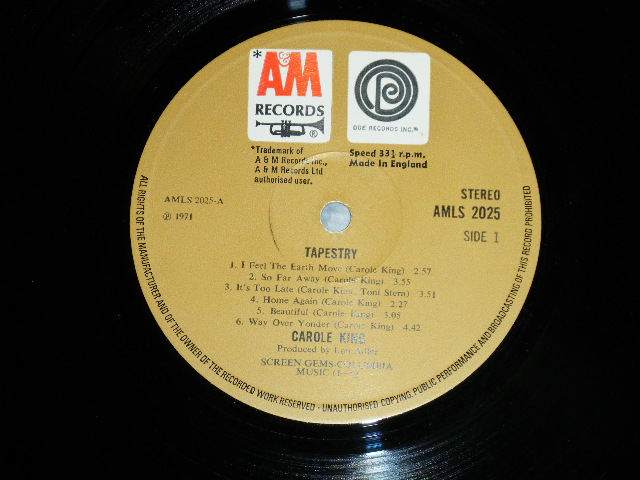 *
A&M
RECORDS
®
ODE RECORDS INC.®
*Trademark of
A & M Records Inc.,
A & M Records Ltd
authorised user.
Speed 33⅓ r.p.m.
Made In England
AMLS 2025-A
℗ 1971
STEREO
AMLS 2025
SIDE 1
TAPESTRY
1. I Feel The Earth Move (Carole King) 2.57
2. So Far Away (Carole King) 3.55
3. It's Too Late (Carole King, Toni Stern) 3.51
4. Home Again (Carole King) 2.27
5. Beautiful (Carole King) 3.05
6. Way Over Yonder (Carole King) 4.42
CAROLE KING
Produced by Lou Adler
SCREEN GEMS-COLUMBIA
MUSIC
ALL RIGHTS OF THE MANUFACTURER AND OF THE OWNER OF THE RECORDED WORK RESERVED - UNAUTHORISED COPYING, PUBLIC PERFORMANCE AND BROADCASTING OF THIS RECORD PROHIBITED